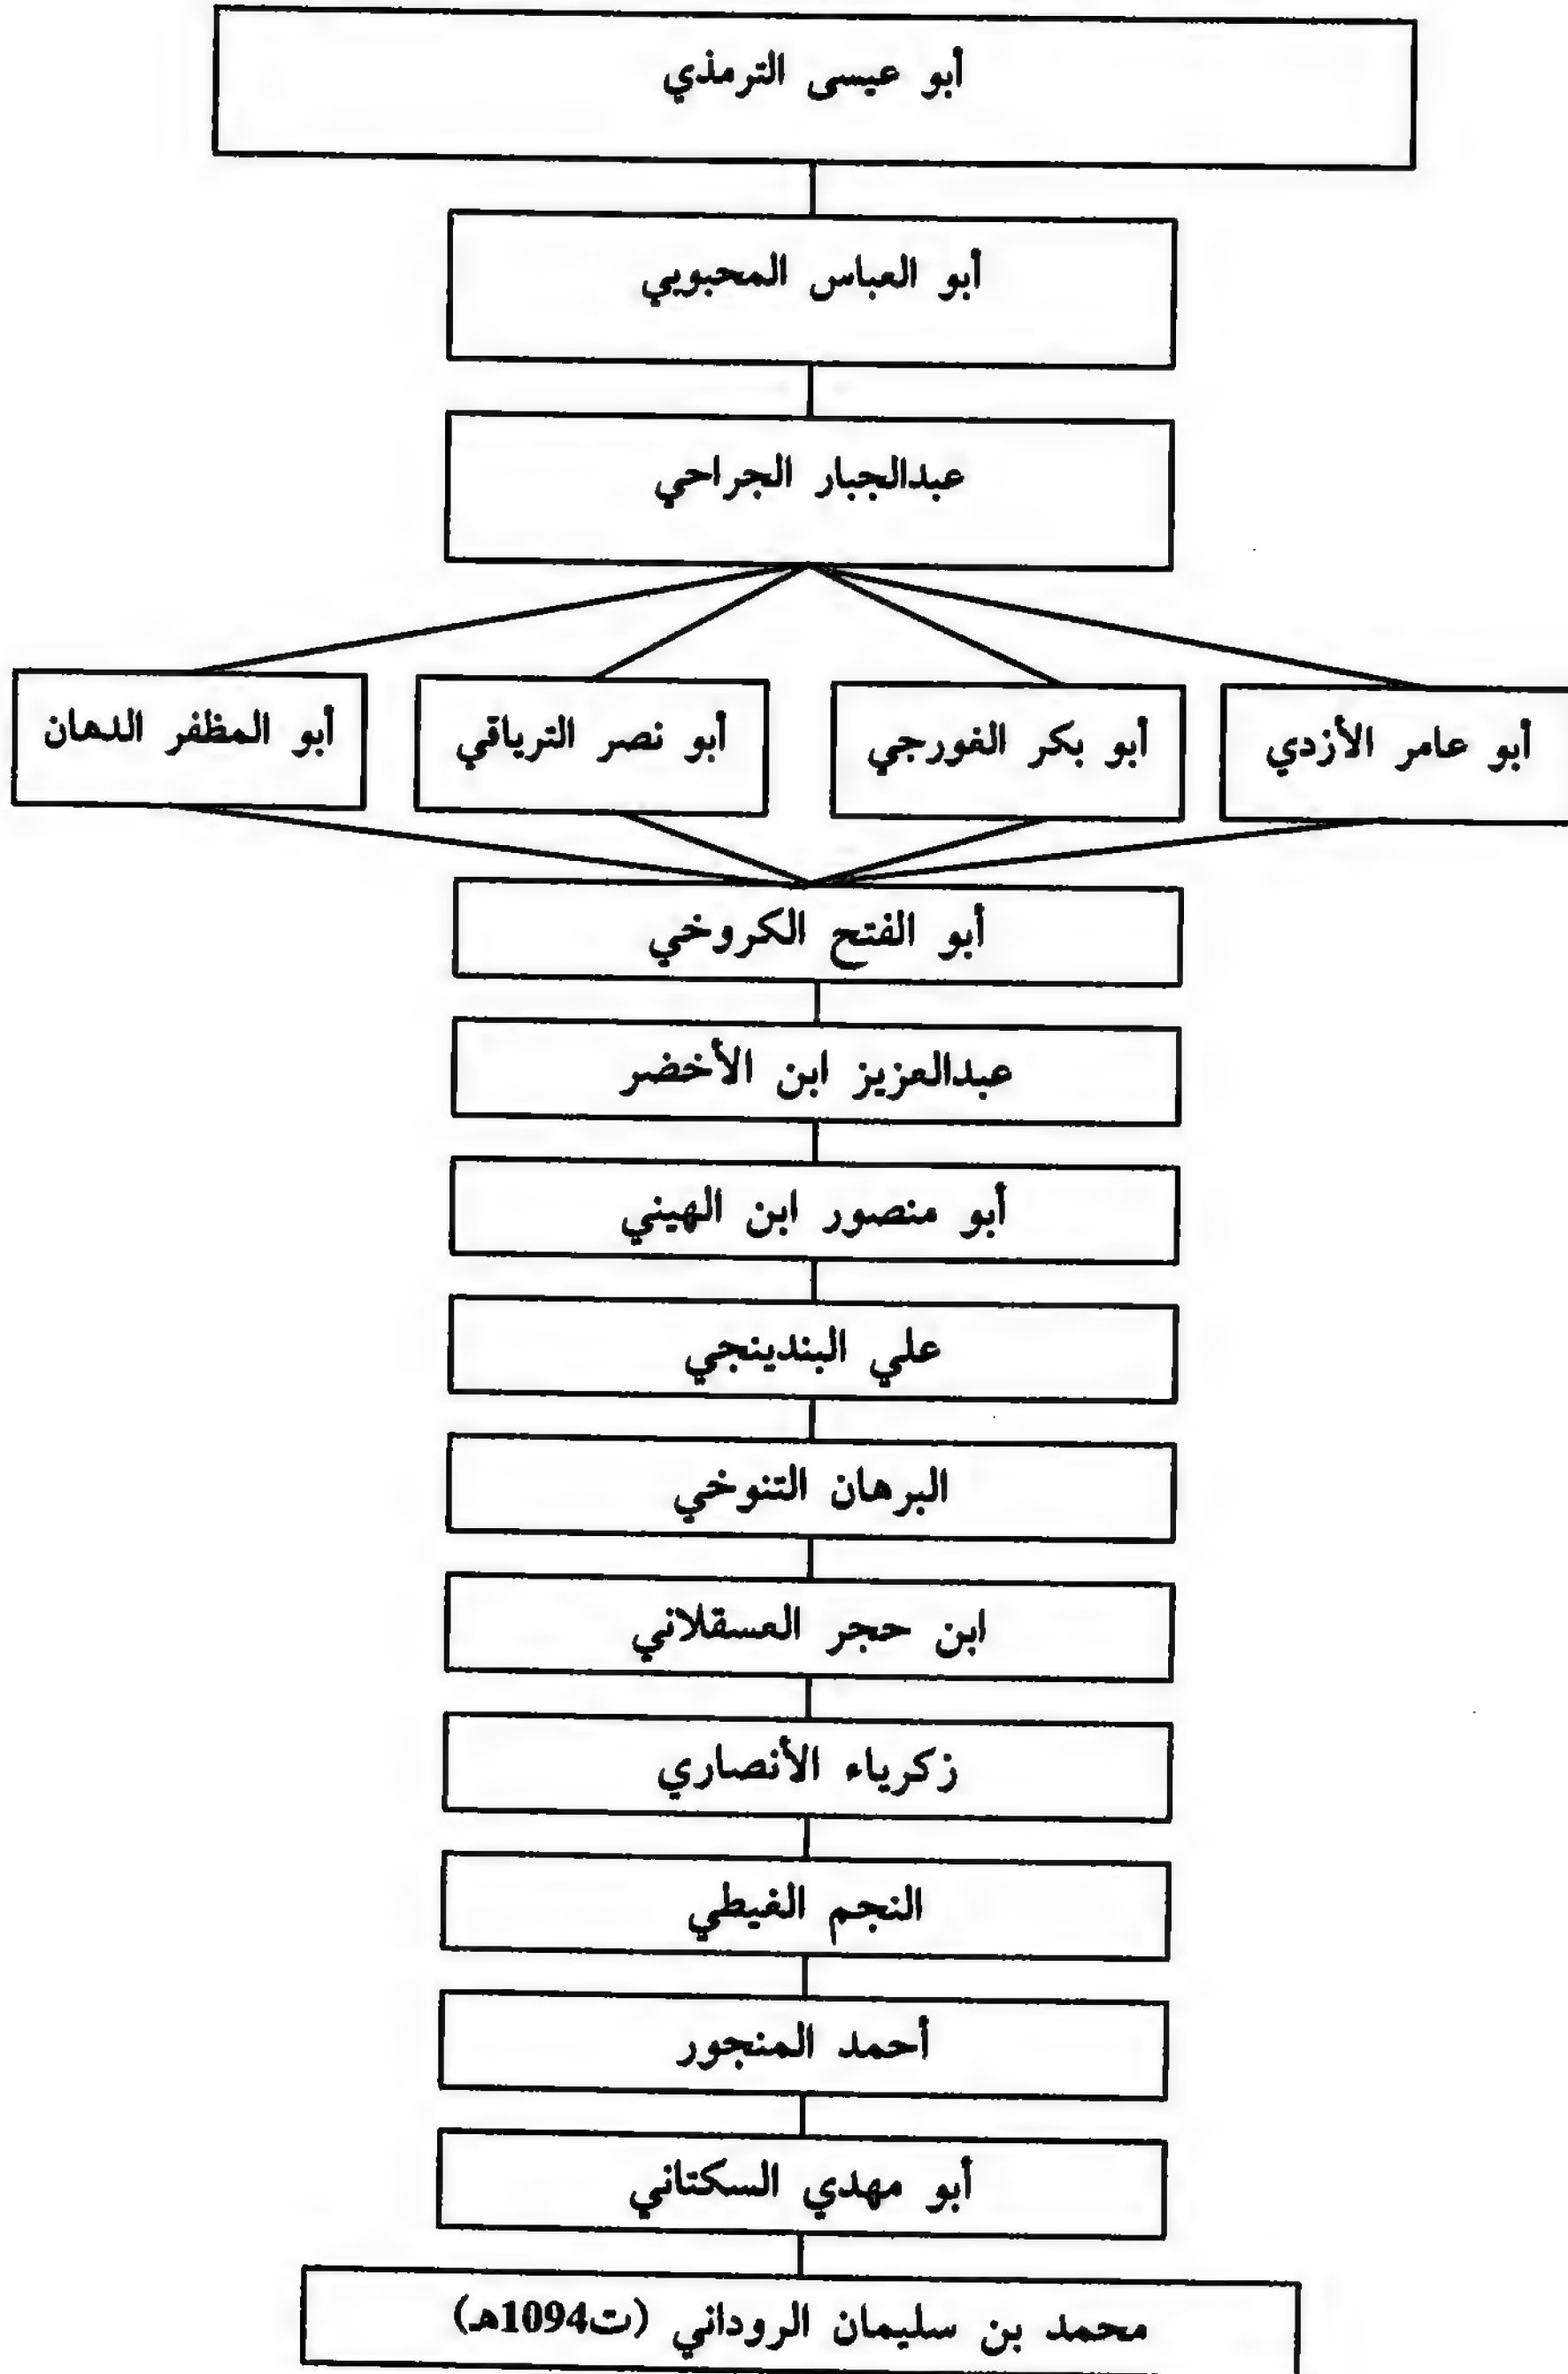 أبو عيسى الترمذي
أبو العباس المحبوبي
عبدالجبار الجراحي
أبو عامر الأزدي
أبو بكر الغورجي
أبو نصر الترياقي
أبو المظفر الدهان
أبو الفتح الكروخي
عبدالعزيز ابن الأخضر
أبو منصور ابن الهيني
علي البندينجي
البرهان التنوخي
ابن حجر العسقلاني
زكرياء الأنصاري
النجم الغيطي
أحمد المنجور
أبو مهدي السكتاني
محمد بن سليمان الروداني (ت1094هـ)